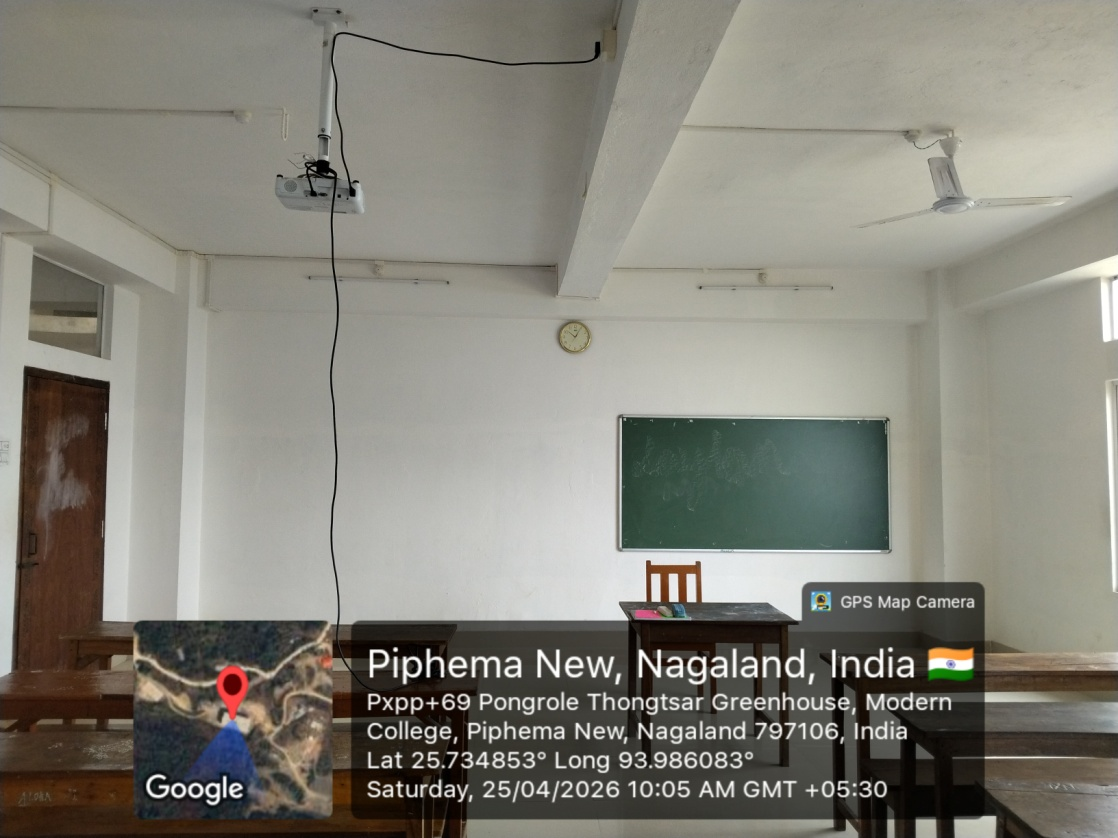 GPS Map Camera
Piphema New, Nagaland, India
Pxpp+69 Pongrole Thongtsar Greenhouse, Modern
College, Piphema New, Nagaland 797106, India
Lat 25.734853° Long 93.986083°
Saturday, 25/04/2026 10:05 AM GMT +05:30
Google